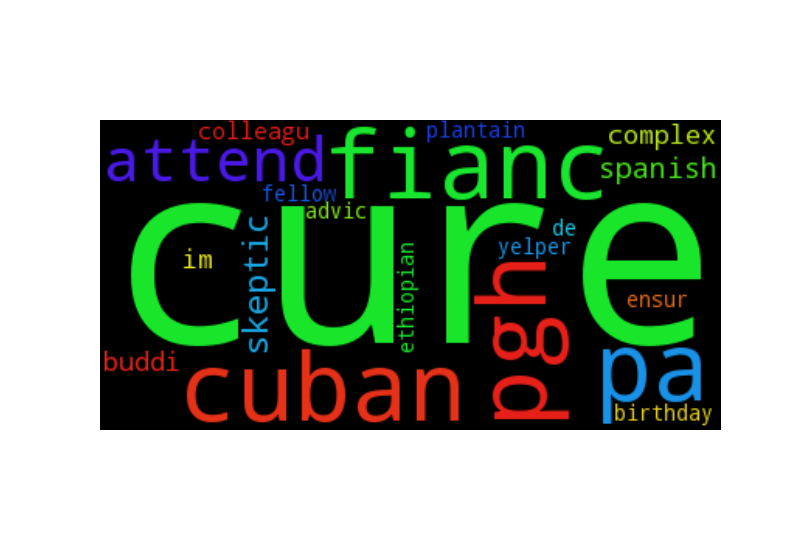 colleagu
plantain
complex
attend
fianc
spanish
fellow
advic
cure
skeptic
im
ethiopian
de
yelper
pgh
ensur
buddi
cuban
pa
birthday